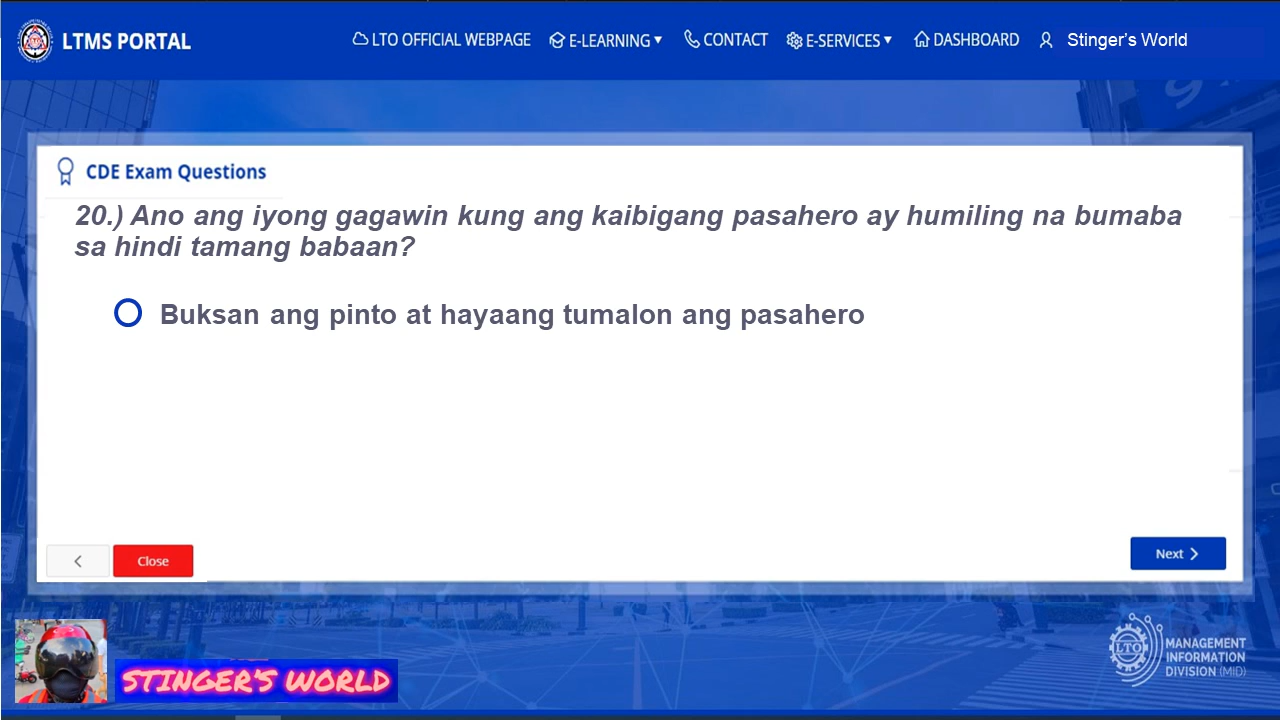 LTMS PORTAL
LTO OFFICIAL WEBPAGE E-LEARNING CONTACT E-SERVICES DASHBOARD Stinger's World
CDE Exam Questions
20.) Ano ang iyong gagawin kung ang kaibigang pasahero ay humiling na bumaba
sa hindi tamang babaan?
Buksan ang pinto at hayaang tumalon ang pasahero
Close
Next
STINGER'S WORLD
LTO
MANAGEMENT
INFORMATION
DIVISION (MID)